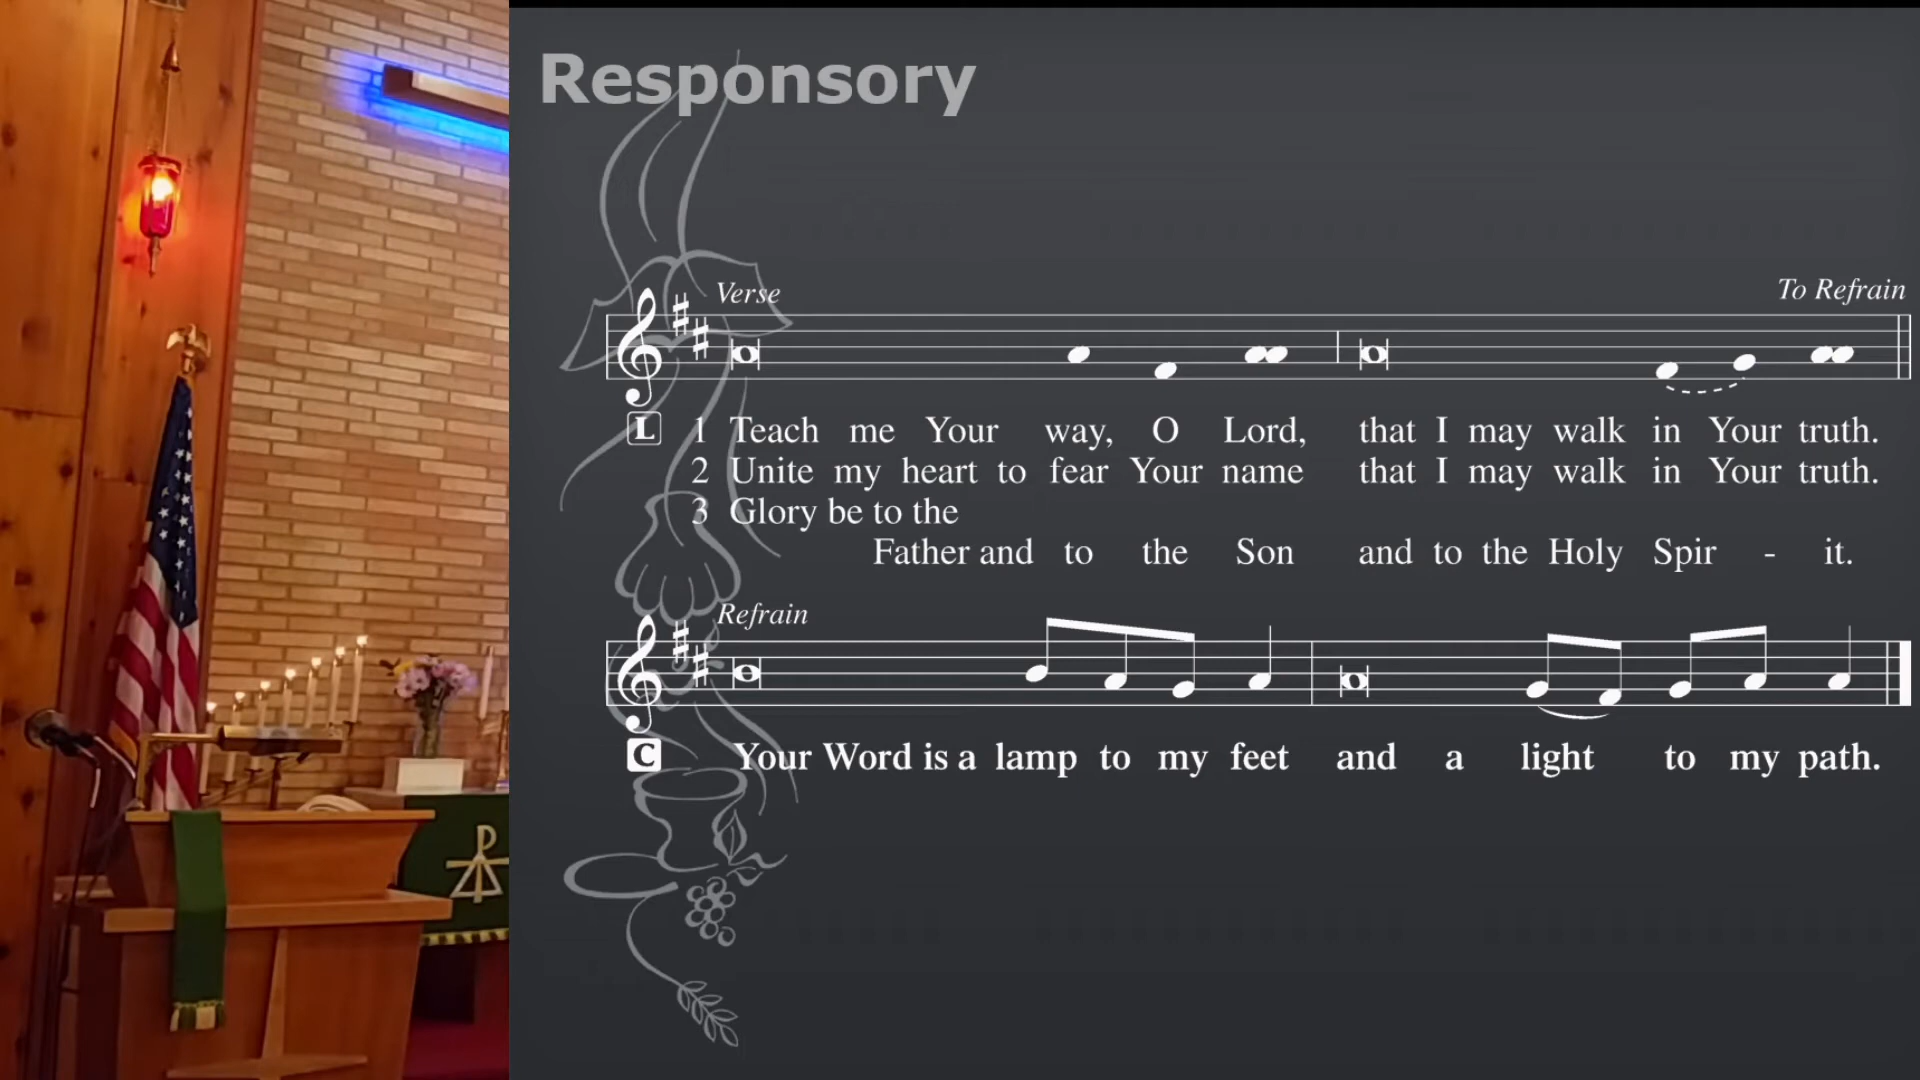 Responsory
Verse
To Refrain
L 1 Teach me Your way, O Lord, that I may walk in Your truth.
2 Unite my heart to fear Your name that I may walk in Your truth.
3 Glory be to the
Father and to the Son and to the Holy Spir - it.
Refrain
C Your Word is a lamp to my feet and a light to my path.